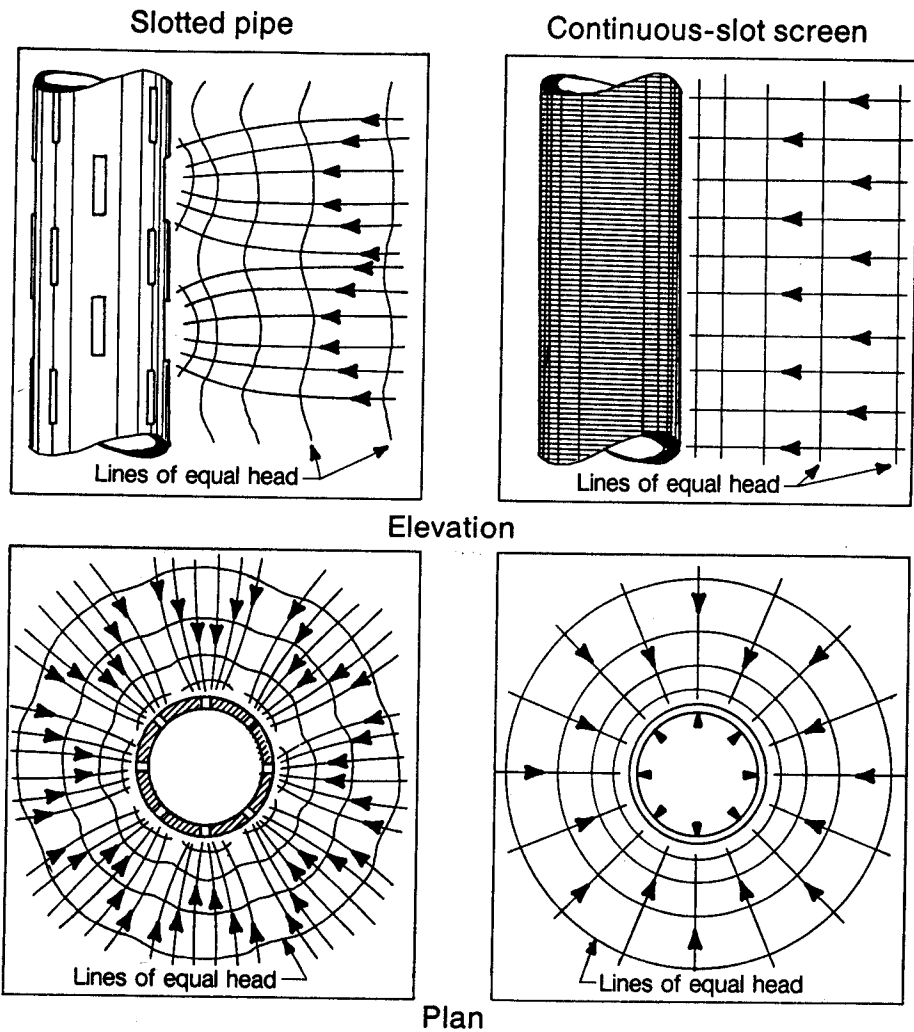 Slotted pipe
Continuous-slot screen
Lines of equal head
Lines of equal head
Elevation
Lines of equal head
Lines of equal head
Plan